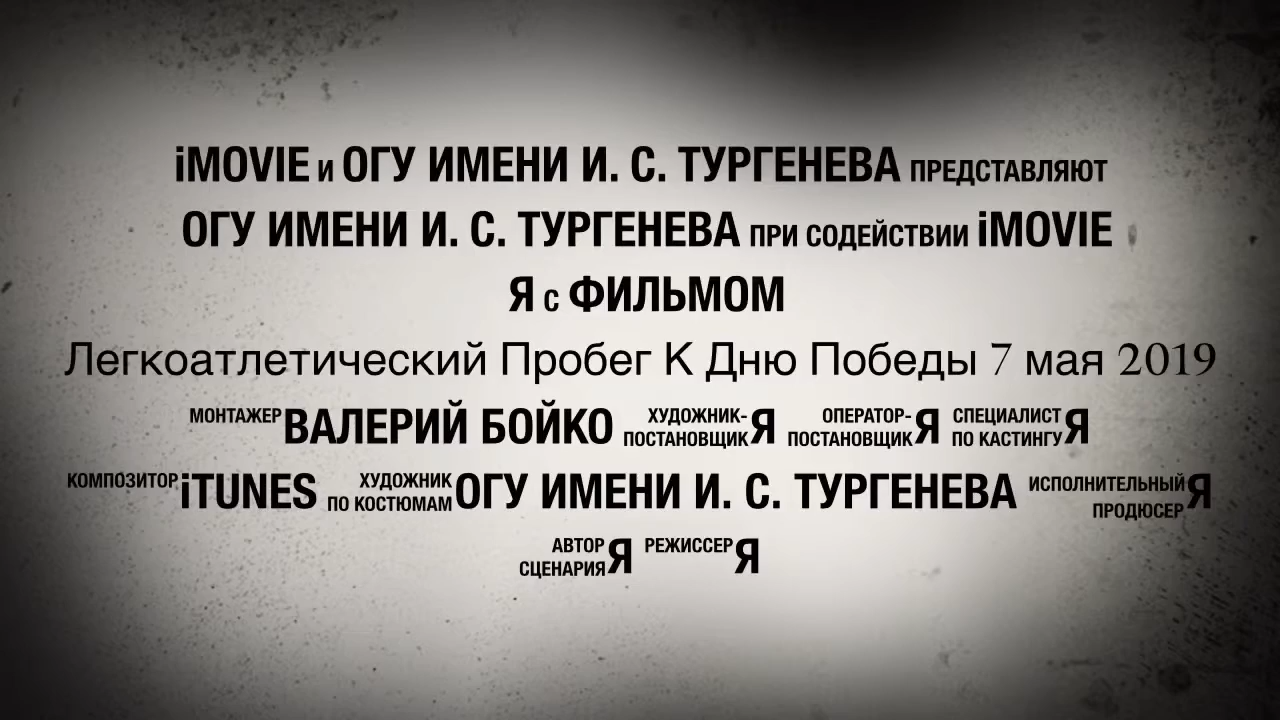 iMOVIE И ОГУ ИМЕНИ И. С. ТУРГЕНЕВА ПРЕДСТАВЛЯЮТ
ОГУ ИМЕНИ И. С. ТУРГЕНЕВА ПРИ СОДЕЙСТВИИ iMOVIE
Я С ФИЛЬМОМ
Легкоатлетический Пробег К Дню Победы 7 мая 2019
МОНТАЖЕР ВАЛЕРИЙ БОЙКО ХУДОЖНИК-ПОСТАНОВЩИК Я ОПЕРАТОР-ПОСТАНОВЩИК Я СПЕЦИАЛИСТ ПО КАСТИНГУ Я
КОМПОЗИТОР iTUNES ХУДОЖНИК ПО КОСТЮМАМ ОГУ ИМЕНИ И. С. ТУРГЕНЕВА ИСПОЛНИТЕЛЬНЫЙ ПРОДЮСЕР Я
АВТОР СЦЕНАРИЯ Я РЕЖИССЕР Я